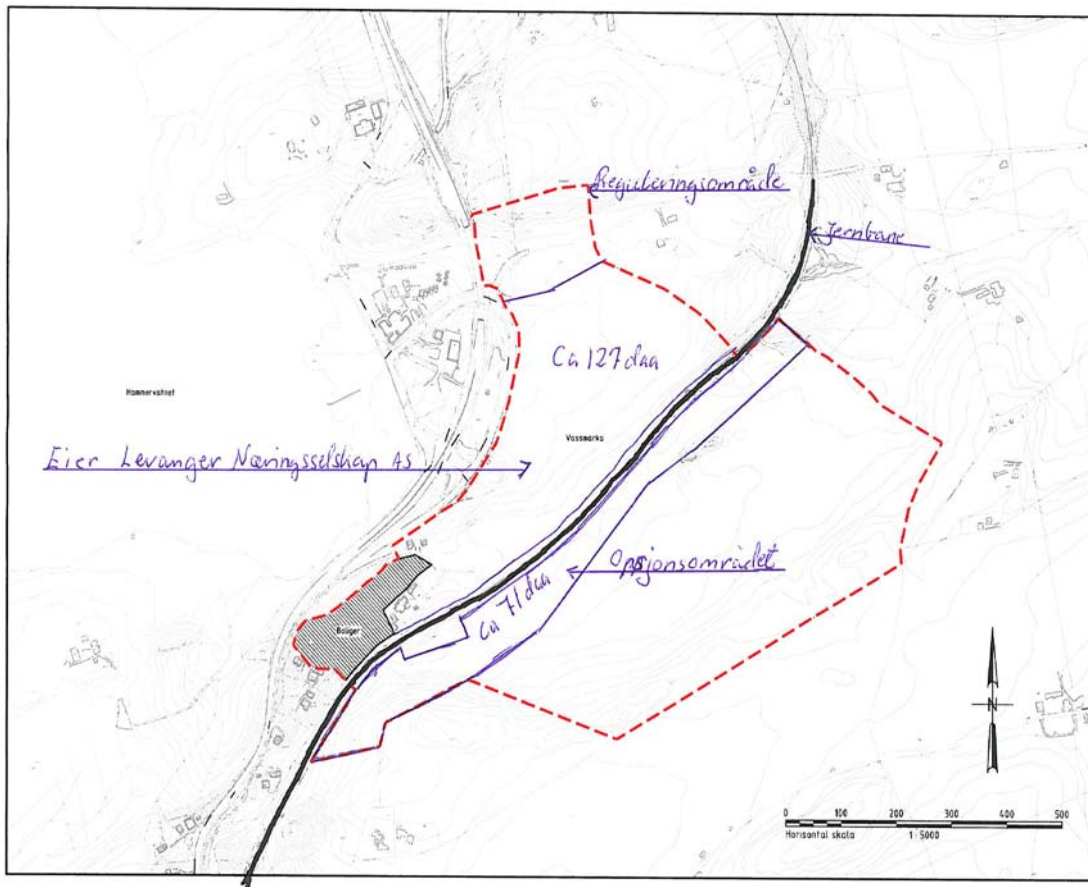 Reguleringsområde
Jernbane
Ca 127 daa
Hammervatnet
Vassmarka
Eier Levanger Næringsselskap AS
Opsjonsområdet
Ca 71 daa
Boliger
N
0 100 200 300 400 500
Horisontal skala 1:5000